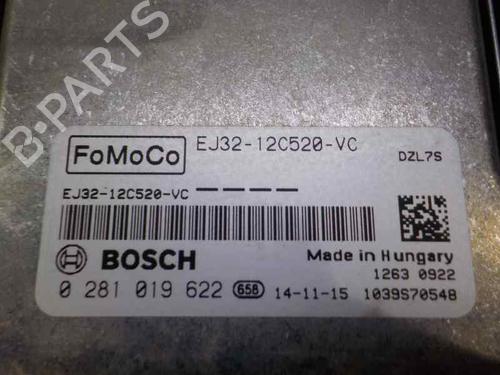 B-PARTS
FoMoCo EJ32-12C520-VC DZL7S
EJ32-12C520-VC ————
BOSCH Made in Hungary
1263 0922
0 281 019 622 658 14-11-15 1039S70548